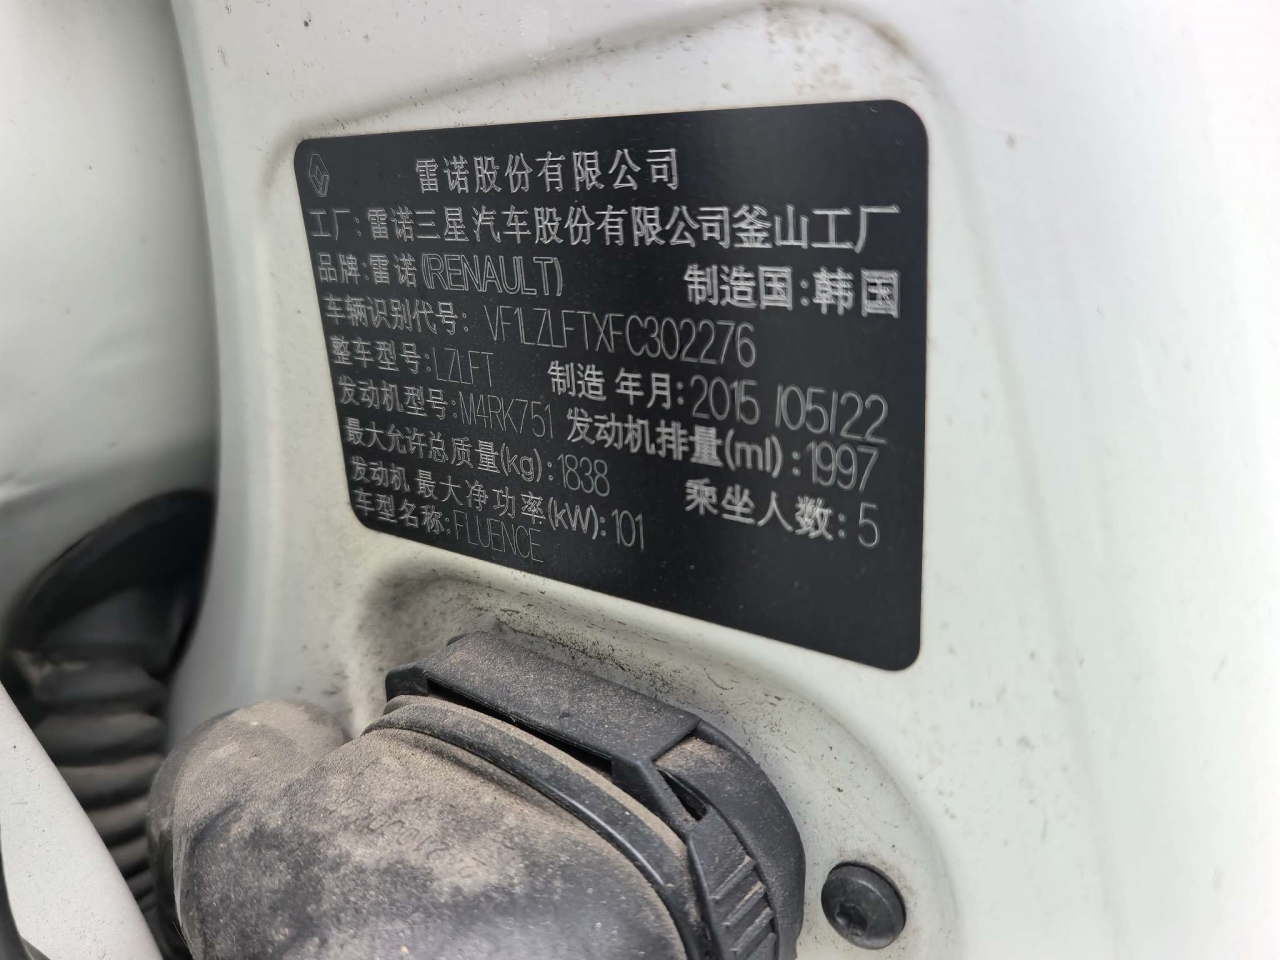 雷诺股份有限公司
工厂：雷诺三星汽车股份有限公司釜山工厂
品牌：雷诺(RENAULT) 制造国：韩国
车辆识别代号：VF1LZLFTXFC302276
整车型号：LZLFT 制造年月：2015/05/22
发动机型号：M4RK751 发动机排量(ml)：1997
最大允许总质量(kg)：1838 乘坐人数：5
发动机最大净功率(kW)：101
车型名称：FLUENCE